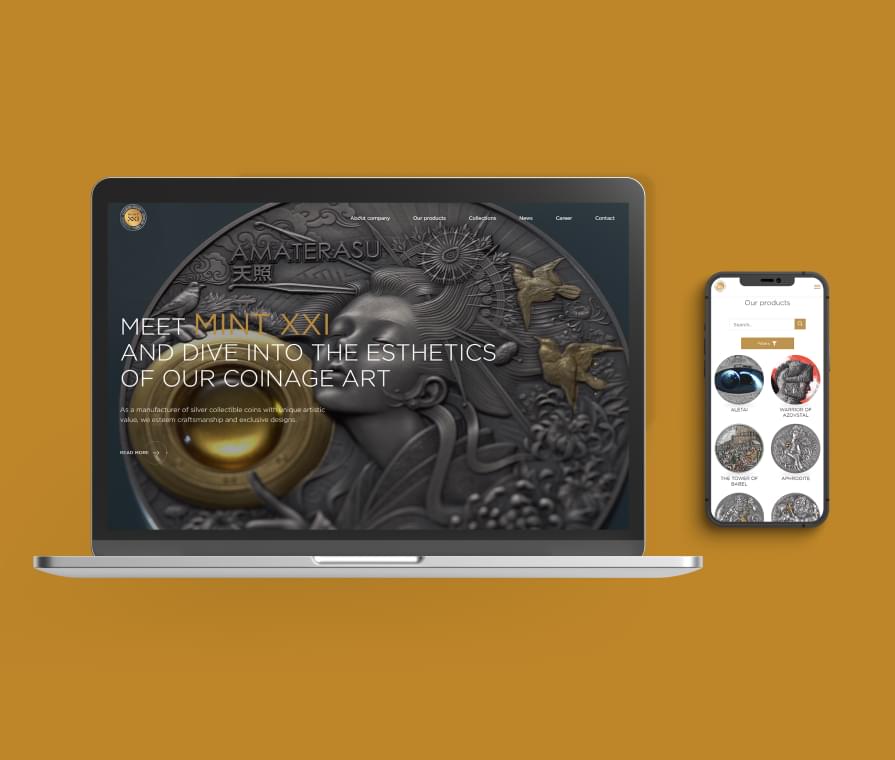 XXI
About company
Our products
Collections
News
Career
Contact
AMATERASU
天照
MEET MINT XXI
AND DIVE INTO THE ESTHETICS
OF OUR COINAGE ART
As a manufacturer of silver collectible coins with unique artistic
value, we esteem craftsmanship and exclusive designs.
READ MORE
Our products
Search...
Filters
ALETAI
WARRIOR OF
AZOVSTAL
THE TOWER OF
BABEL
APHRODITE